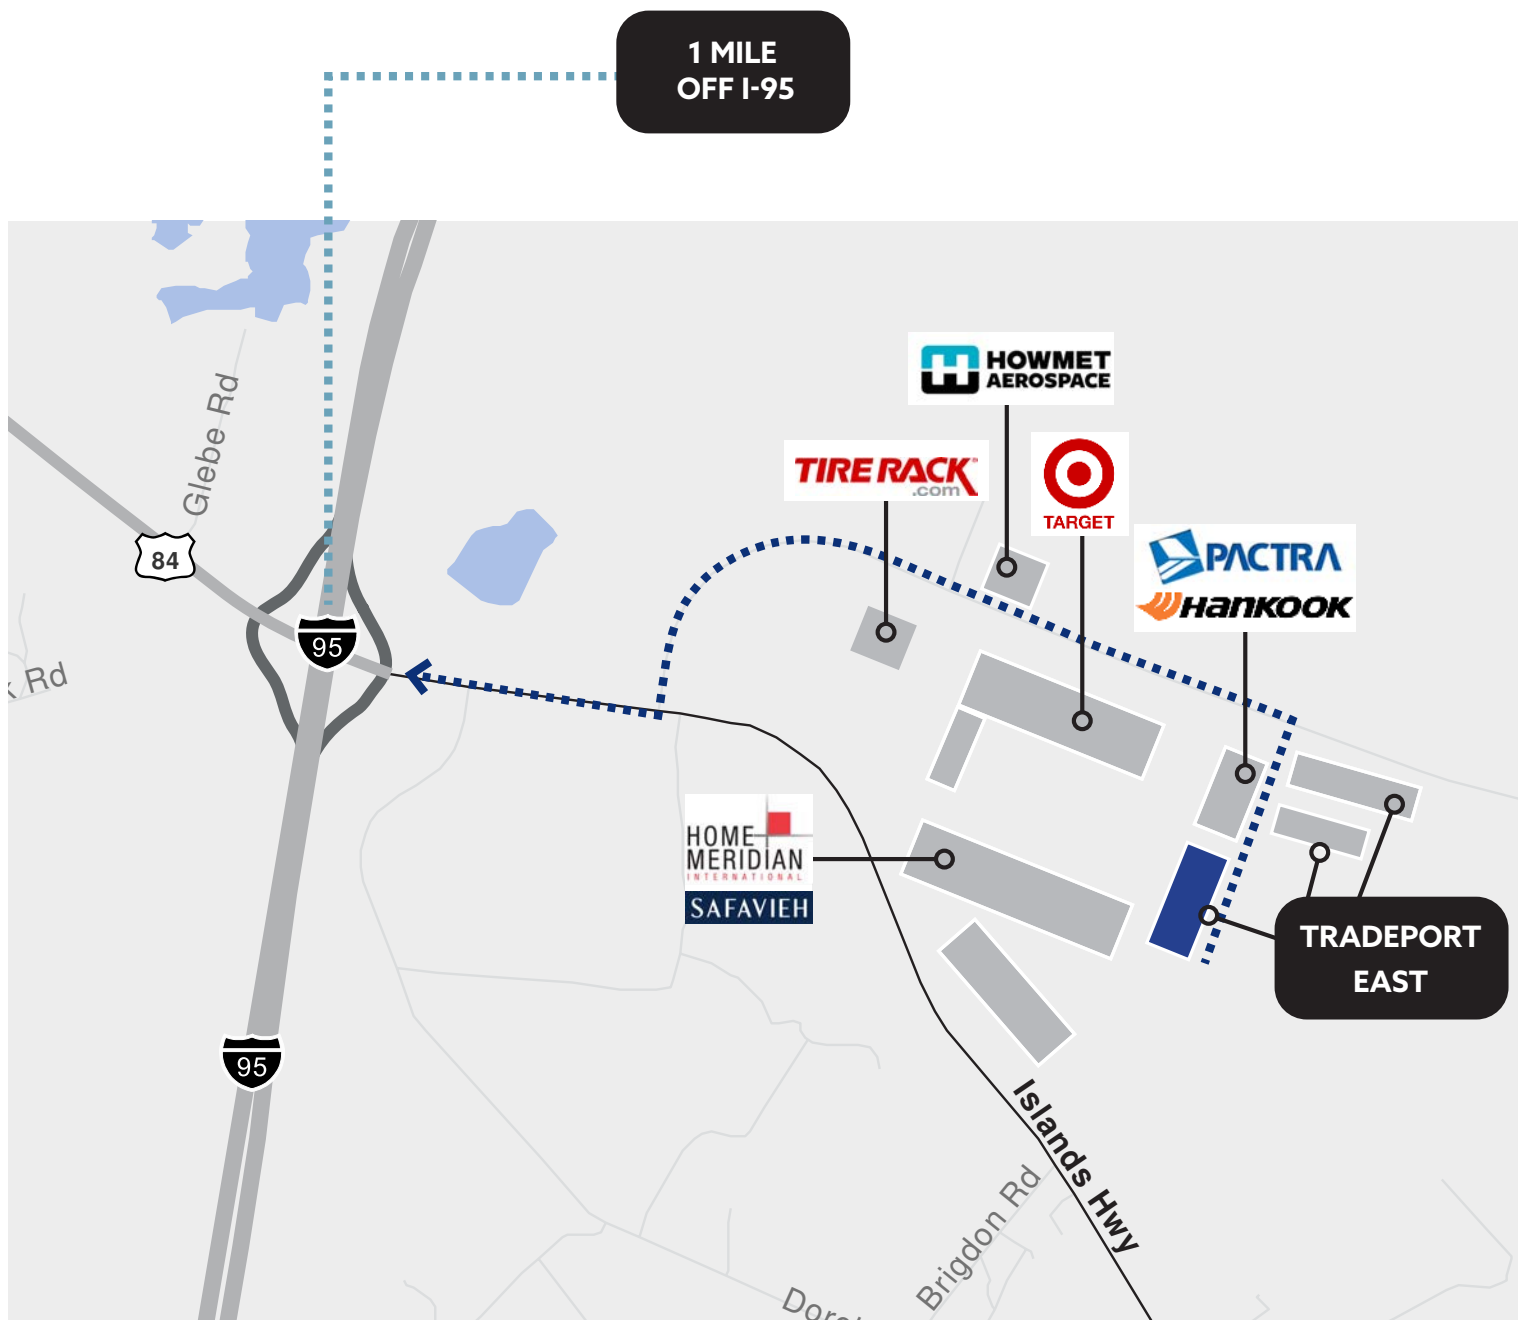 1 MILE
OFF I-95
HOWMET
AEROSPACE
TIRE RACK
.com
TARGET
PACTRA
HANKOOK
Glebe Rd
84
95
Rd
HOME
MERIDIAN
INTERNATIONAL
SAFAVIEH
TRADEPORT
EAST
95
Islands Hwy
Brigdon Rd